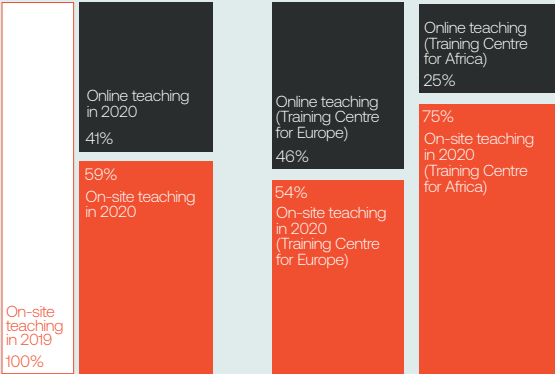 On-site
teaching
in 2019
100%
Online teaching
in 2020
41%
59%
On-site teaching
in 2020
Online teaching
(Training Centre
for Europe)
46%
54%
On-site teaching
in 2020
(Training Centre
for Europe)
Online teaching
(Training Centre
for Africa)
25%
75%
On-site teaching
in 2020
(Training Centre
for Africa)